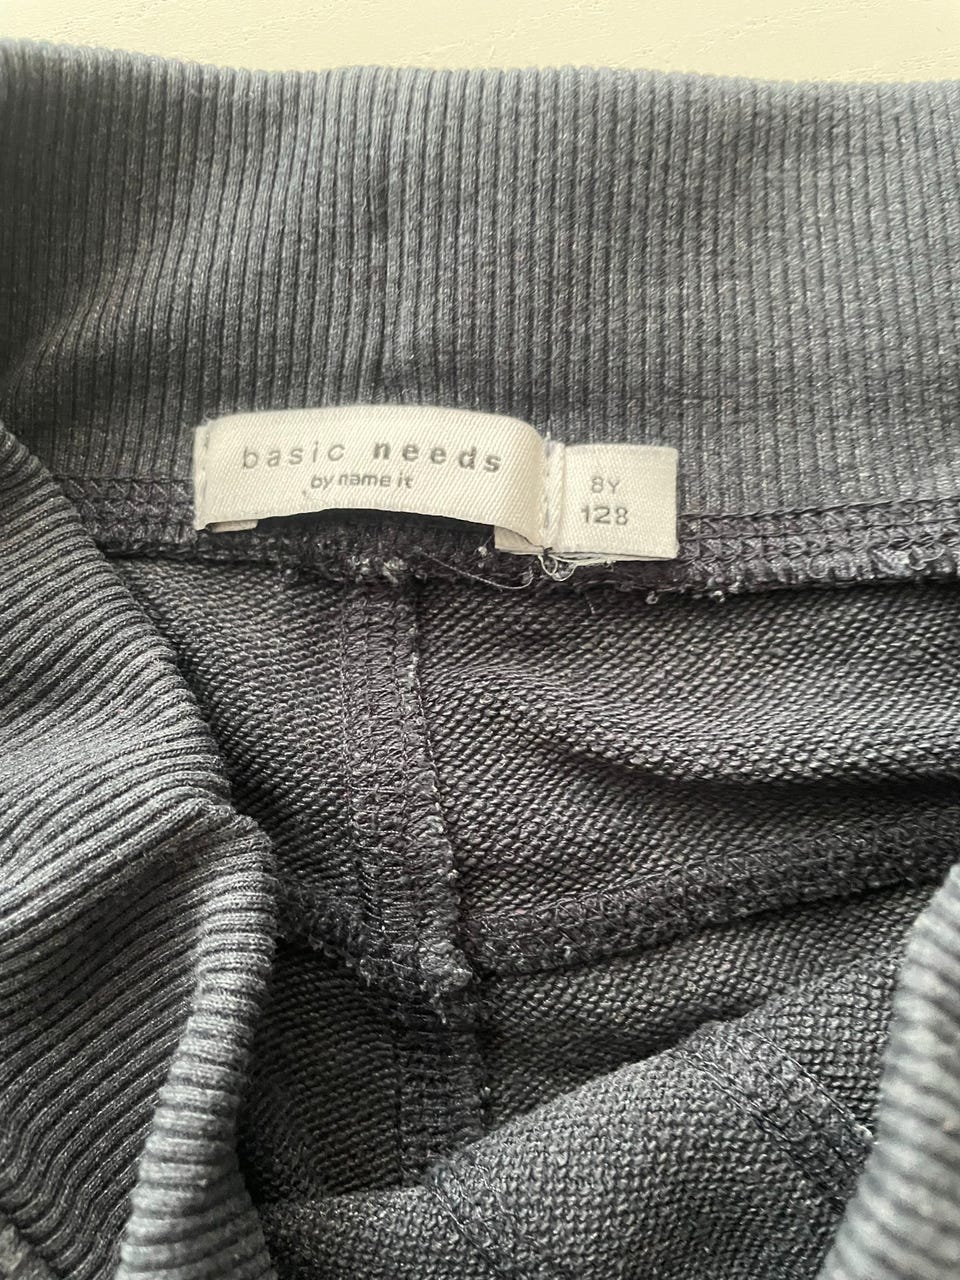 basic needs
by name it
8Y
128